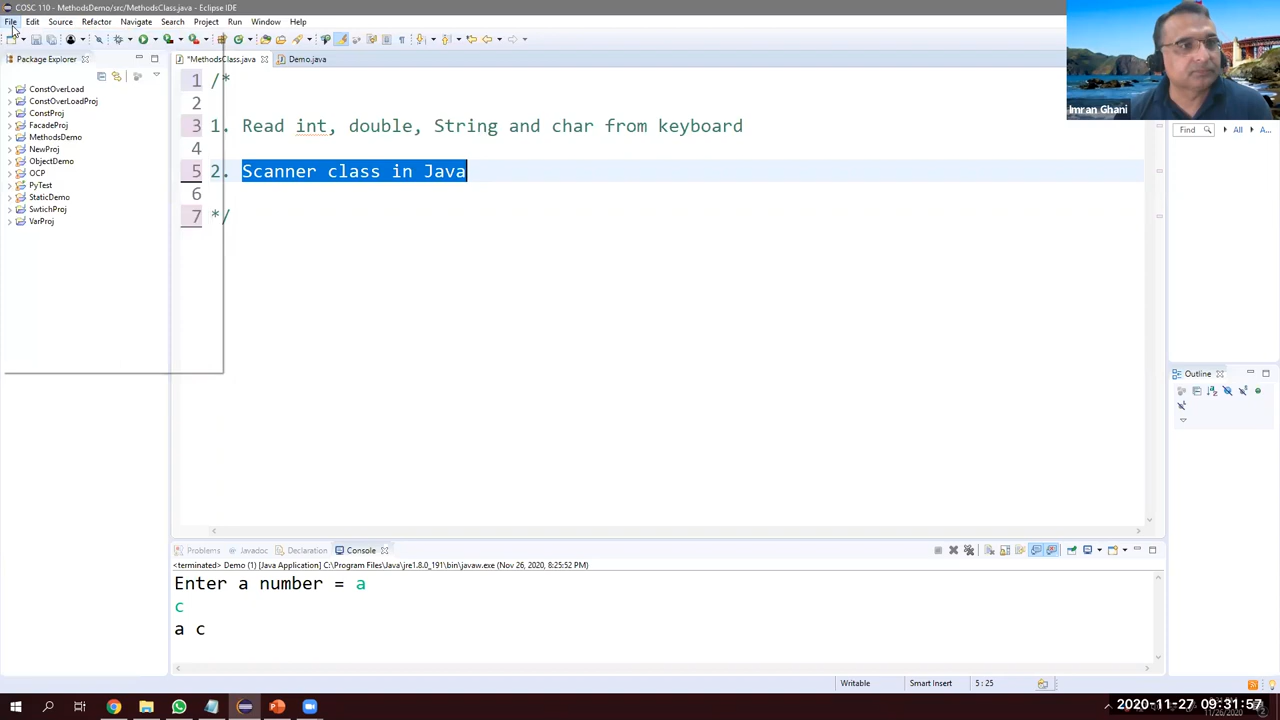 COSC 110 - MethodsDemo/src/MethodsClass.java - Eclipse IDE
File Edit Source Refactor Navigate Search Project Run Window Help
Package Explorer
*MethodsClass.java Demo.java
ConstOverLoad
ConstOverLoadProj
ConstProj
FacadeProj
MethodsDemo
NewProj
ObjectDemo
OCP
PyTest
StaticDemo
SwtichProj
VarProj
1 /*
2
3 1. Read int, double, String and char from keyboard
4
5 2. Scanner class in Java
6
7 */
Imran Ghani
Find All A...
Outline
Problems Javadoc Declaration Console
<terminated> Demo (1) [Java Application] C:\Program Files\Java\jre1.8.0_191\bin\javaw.exe (Nov 26, 2020, 8:25:52 PM)
Enter a number = a
c
a c
Writable Smart Insert 5 : 25
2020-11-27 09:31:57